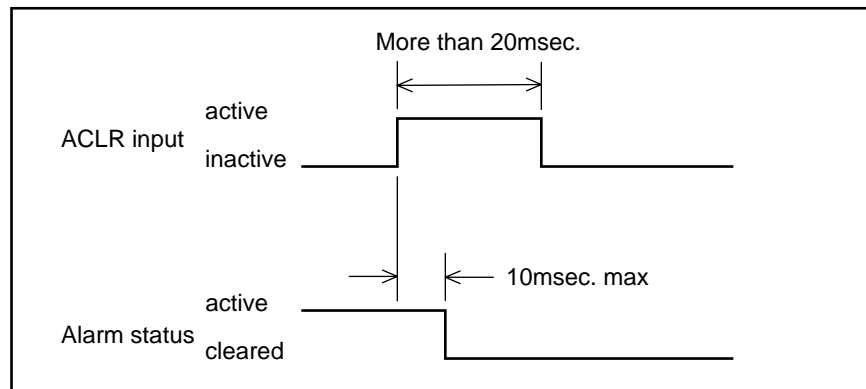 More than 20msec.
active
ACLR input
inactive
10msec. max
active
Alarm status
cleared